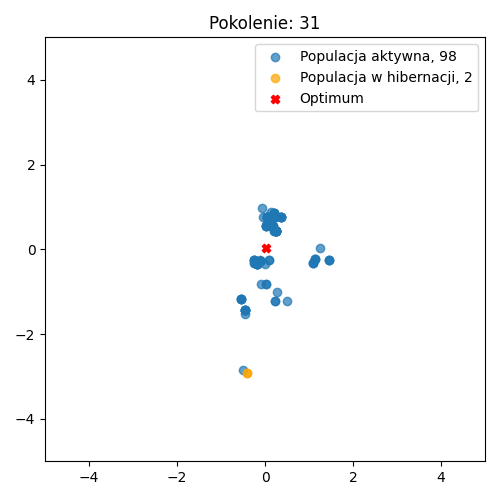 Pokolenie: 31
Populacja aktywna, 98
Populacja w hibernacji, 2
Optimum
4
2
0
−2
−4
−4
−2
0
2
4